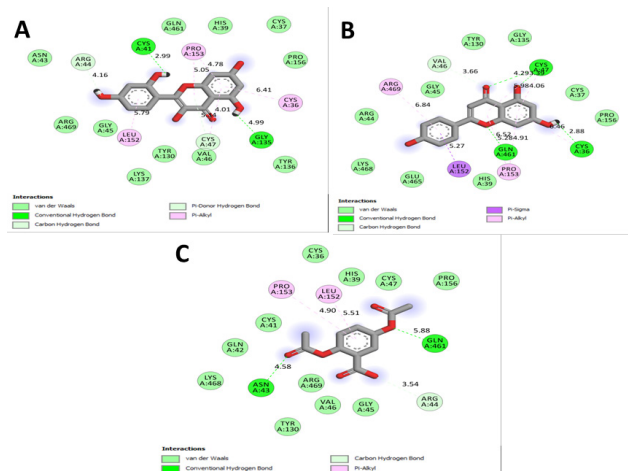 A
GLN
A:461
HIS
A:39
CYS
A:37
CYS
A:41
PRO
A:153
PRO
A:156
ASN
A:43
ARG
A:44
2.99
4.78
5.05
4.16
6.41
CYS
A:36
5.79
4.01
4.99
ARG
A:469
GLY
A:45
LEU
A:152
CYS
A:47
GLY
A:135
TYR
A:130
VAL
A:46
TYR
A:136
LYS
A:137
Interactions
van der Waals
Conventional Hydrogen Bond
Carbon Hydrogen Bond
Pi-Donor Hydrogen Bond
Pi-Alkyl
B
TYR
A:130
GLY
A:135
VAL
A:46
CYS
A:47
3.66
ARG
A:469
GLY
A:45
CYS
A:37
6.84
PRO
A:156
ARG
A:44
6.46
2.88
6.52
5.284.91
CYS
A:36
5.27
GLN
A:461
LYS
A:468
LEU
A:152
PRO
A:153
GLU
A:465
HIS
A:39
Interactions
van der Waals
Conventional Hydrogen Bond
Carbon Hydrogen Bond
Pi-Sigma
Pi-Alkyl
C
CYS
A:36
HIS
A:39
CYS
A:47
PRO
A:156
PRO
A:153
LEU
A:152
4.90
5.51
CYS
A:41
5.88
GLN
A:461
GLN
A:42
4.58
LYS
A:468
ASN
A:43
ARG
A:469
3.54
ARG
A:44
VAL
A:46
GLY
A:45
TYR
A:130
Interactions
van der Waals
Conventional Hydrogen Bond
Carbon Hydrogen Bond
Pi-Alkyl